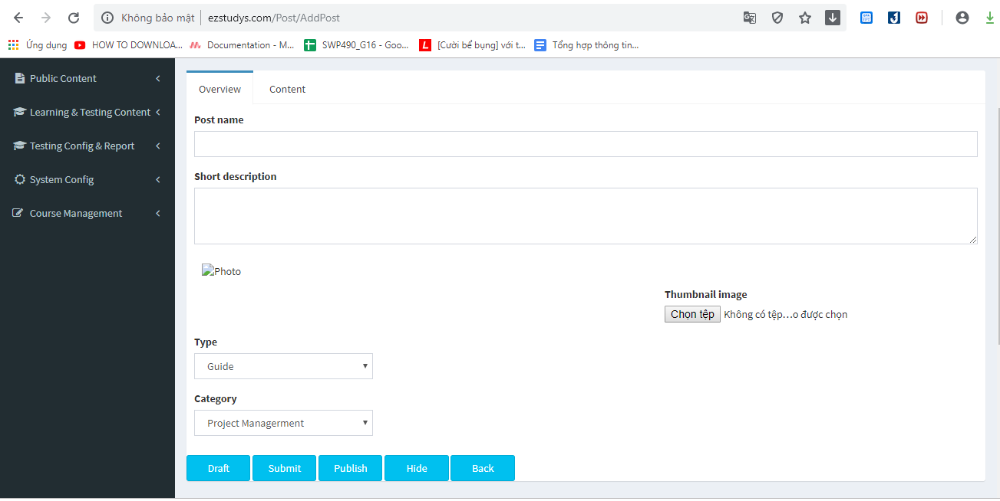 Không bảo mật ezstudys.com/Post/AddPost
Ứng dụng HOW TO DOWNLOA... Documentation - M... SWP490_G16 - Goo... [Cười bể bụng] với t... Tổng hợp thông tin...
Public Content
Learning & Testing Content
Testing Config & Report
System Config
Course Management
Overview Content
Post name
Short description
Photo
Thumbnail image
Chọn tệp Không có tệp...o được chọn
Type
Guide
Category
Project Managerment
Draft Submit Publish Hide Back